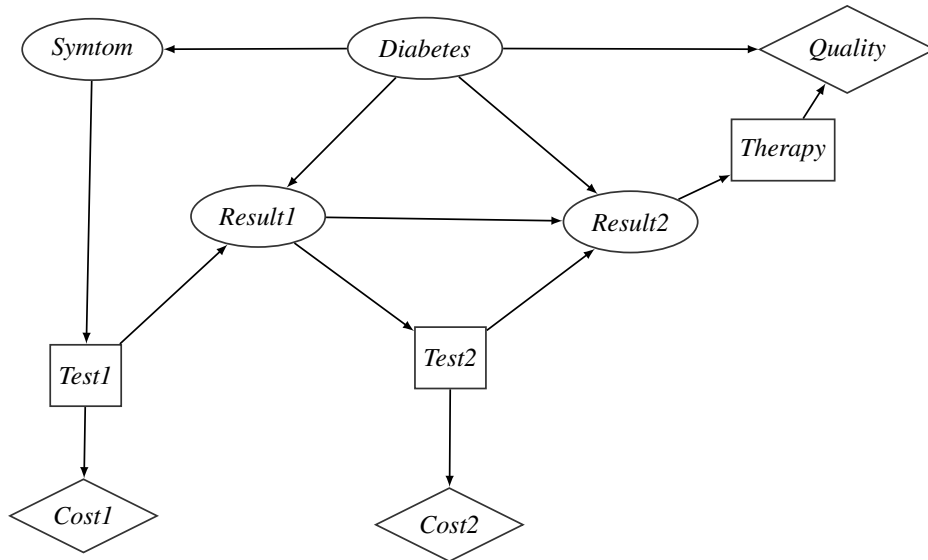 Symtom
Diabetes
Quality
Therapy
Result1
Result2
Test1
Test2
Cost1
Cost2